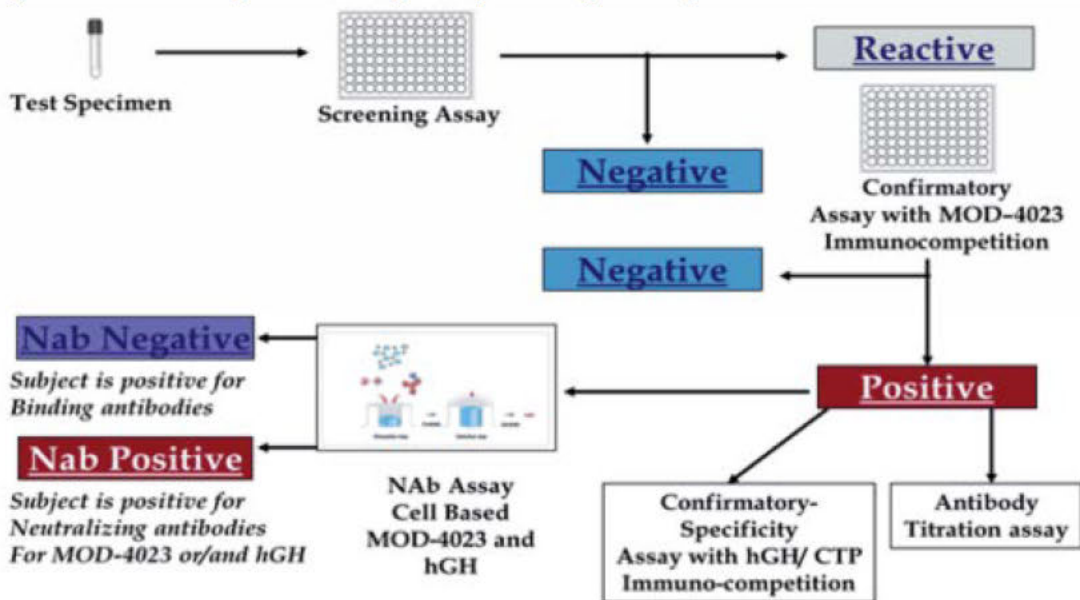 Test Specimen
Screening Assay
Reactive
Negative
Confirmatory
Assay with MOD-4023
Immunocompetition
Negative
Positive
Nab Negative
Subject is positive for
Binding antibodies
Nab Positive
Subject is positive for
Neutralizing antibodies
For MOD-4023 or/and hGH
NAb Assay
Cell Based
MOD-4023 and
hGH
Confirmatory-
Specificity
Assay with hGH/ CTP
Immuno-competition
Antibody
Titration assay